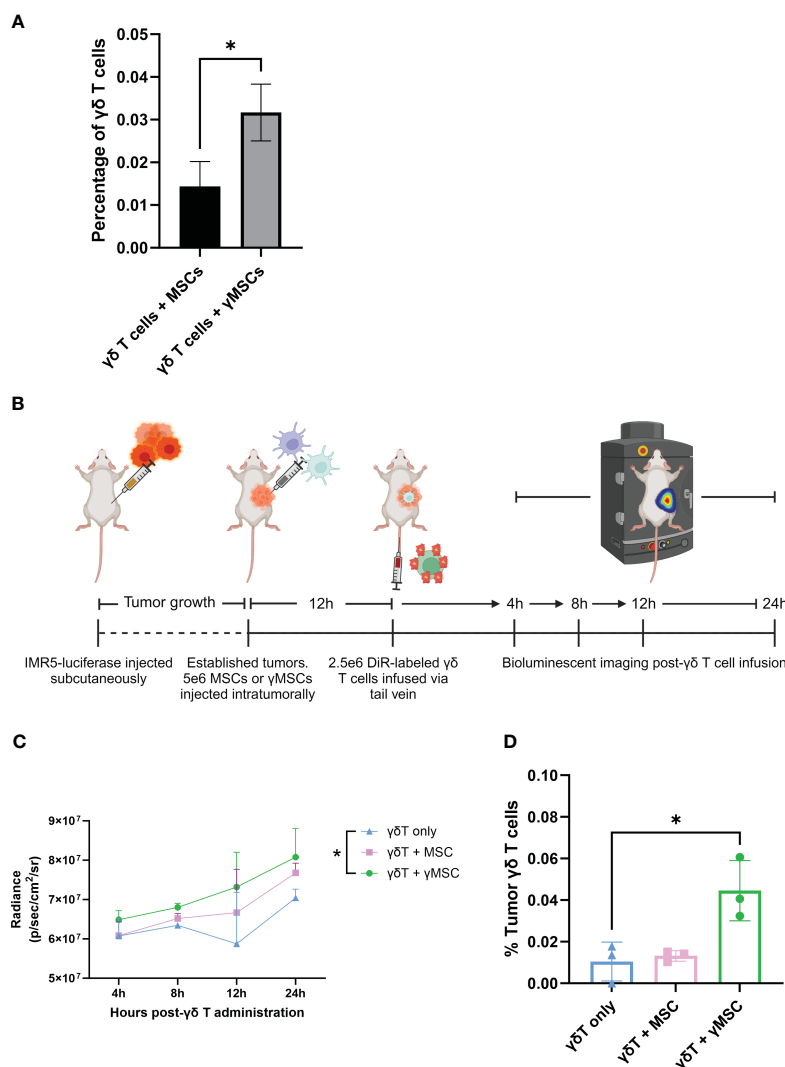 A
Percentage of γδ T cells
0.05
0.04
0.03
0.02
0.01
0.00
*
γδ T cells + MSCs
γδ T cells + γMSCs
B
Tumor growth
12h
4h
8h
12h
24h
IMR5-luciferase injected
subcutaneously
Established tumors.
5e6 MSCs or γMSCs
injected intratumorally
2.5e6 DiR-labeled γδ
T cells infused via
tail vein
Bioluminescent imaging post-γδ T cell infusion
C
Radiance
(p/sec/cm²/sr)
9×10⁷
8×10⁷
7×10⁷
6×10⁷
5×10⁷
4h
8h
12h
24h
Hours post-γδ T administration
*
γδT only
γδT + MSC
γδT + γMSC
D
% Tumor γδ T cells
0.10
0.08
0.06
0.04
0.02
0.00
*
γδT only
γδT + MSC
γδT + γMSC